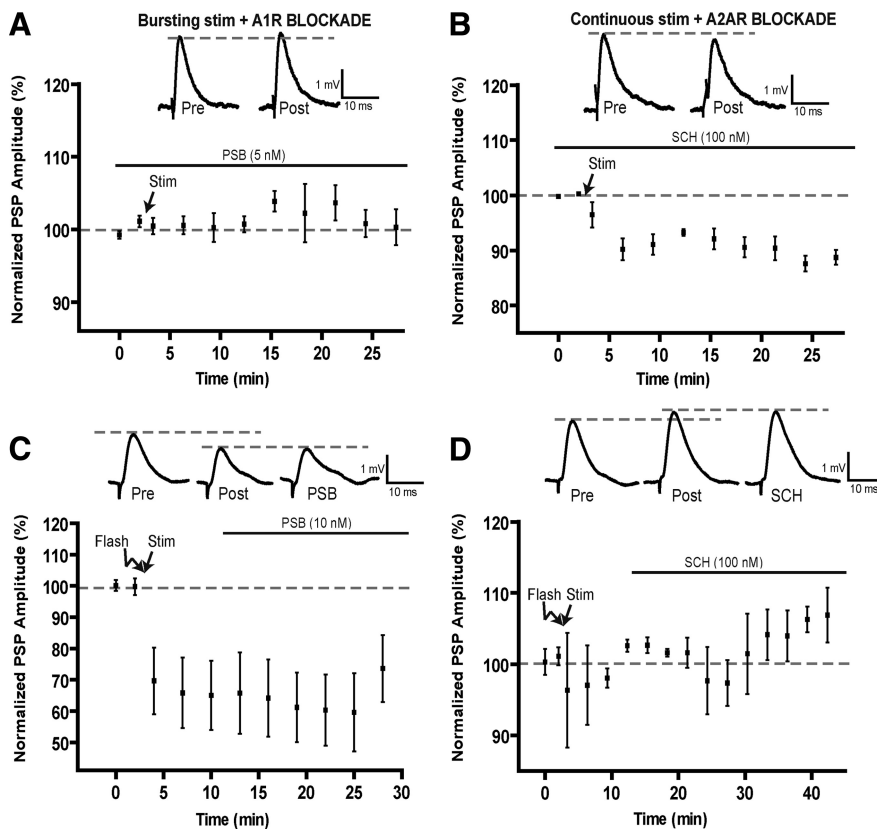 A
Bursting stim + A1R BLOCKADE
Pre
Post
1 mV
10 ms
PSB (5 nM)
Stim
Normalized PSP Amplitude (%)
120
110
100
90
0
5
10
15
20
25
Time (min)
B
Continuous stim + A2AR BLOCKADE
Pre
Post
1 mV
10 ms
SCH (100 nM)
Stim
Normalized PSP Amplitude (%)
120
110
100
90
80
0
5
10
15
20
25
Time (min)
C
Pre
Post
PSB
1 mV
10 ms
PSB (10 nM)
Flash
Stim
Normalized PSP Amplitude (%)
120
110
100
90
80
70
60
50
0
5
10
15
20
25
30
Time (min)
D
Pre
Post
SCH
1 mV
10 ms
SCH (100 nM)
Flash Stim
Normalized PSP Amplitude (%)
120
110
100
90
0
10
20
30
40
Time (min)